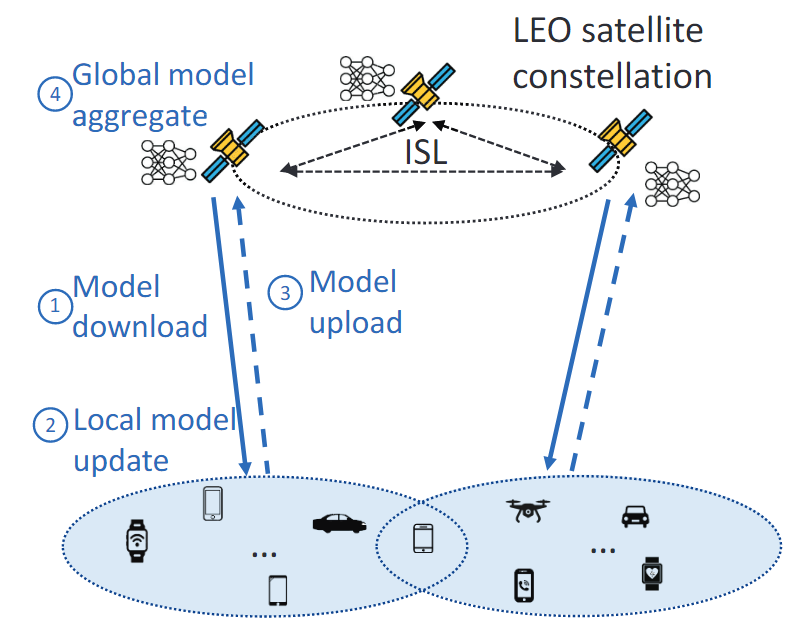 LEO satellite
constellation
4 Global model
aggregate
ISL
1 Model
download
3 Model
upload
2 Local model
update
...
...